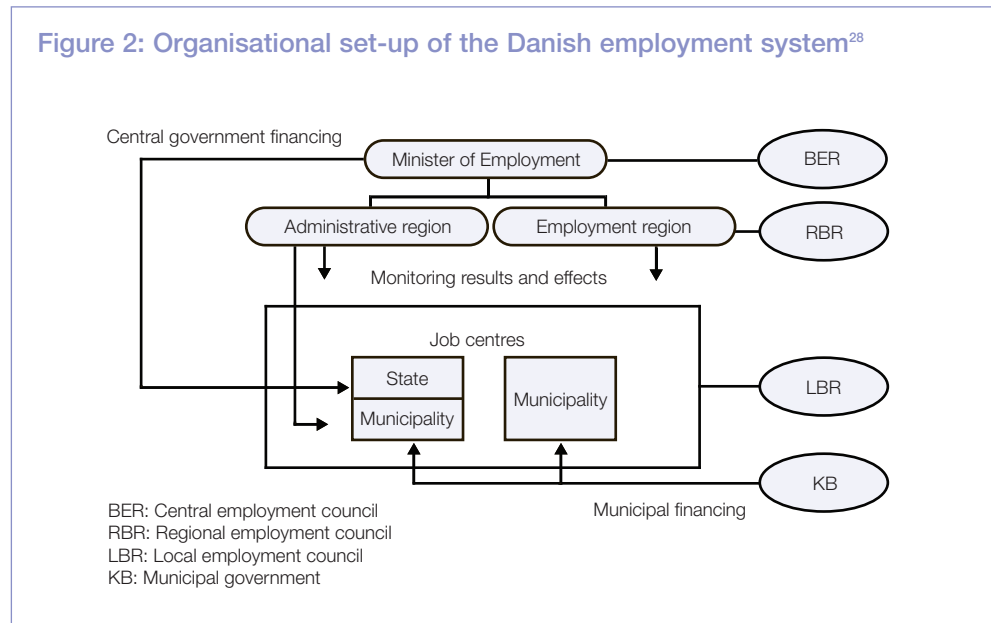 Figure 2: Organisational set-up of the Danish employment system28
Central government financing
Minister of Employment
BER
Administrative region
Employment region
RBR
Monitoring results and effects
Job centres
State
Municipality
Municipality
LBR
KB
Municipal financing
BER: Central employment council
RBR: Regional employment council
LBR: Local employment council
KB: Municipal government